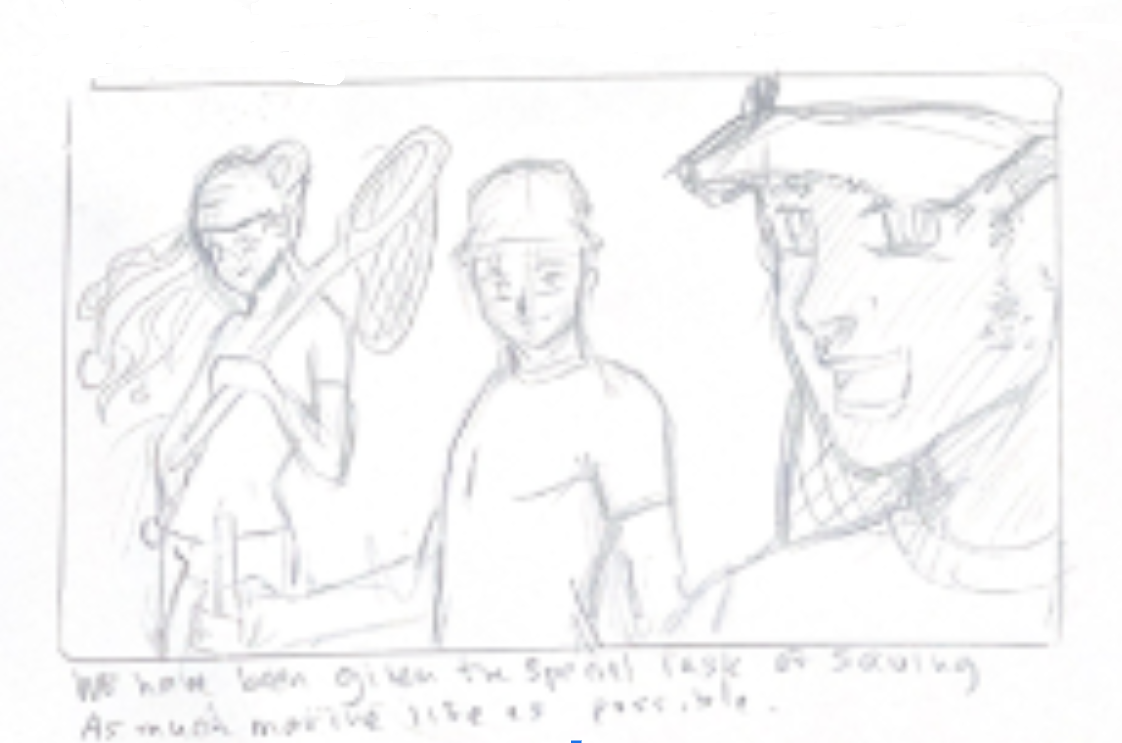 We have been given the special task of saving
As much marine life as possible.